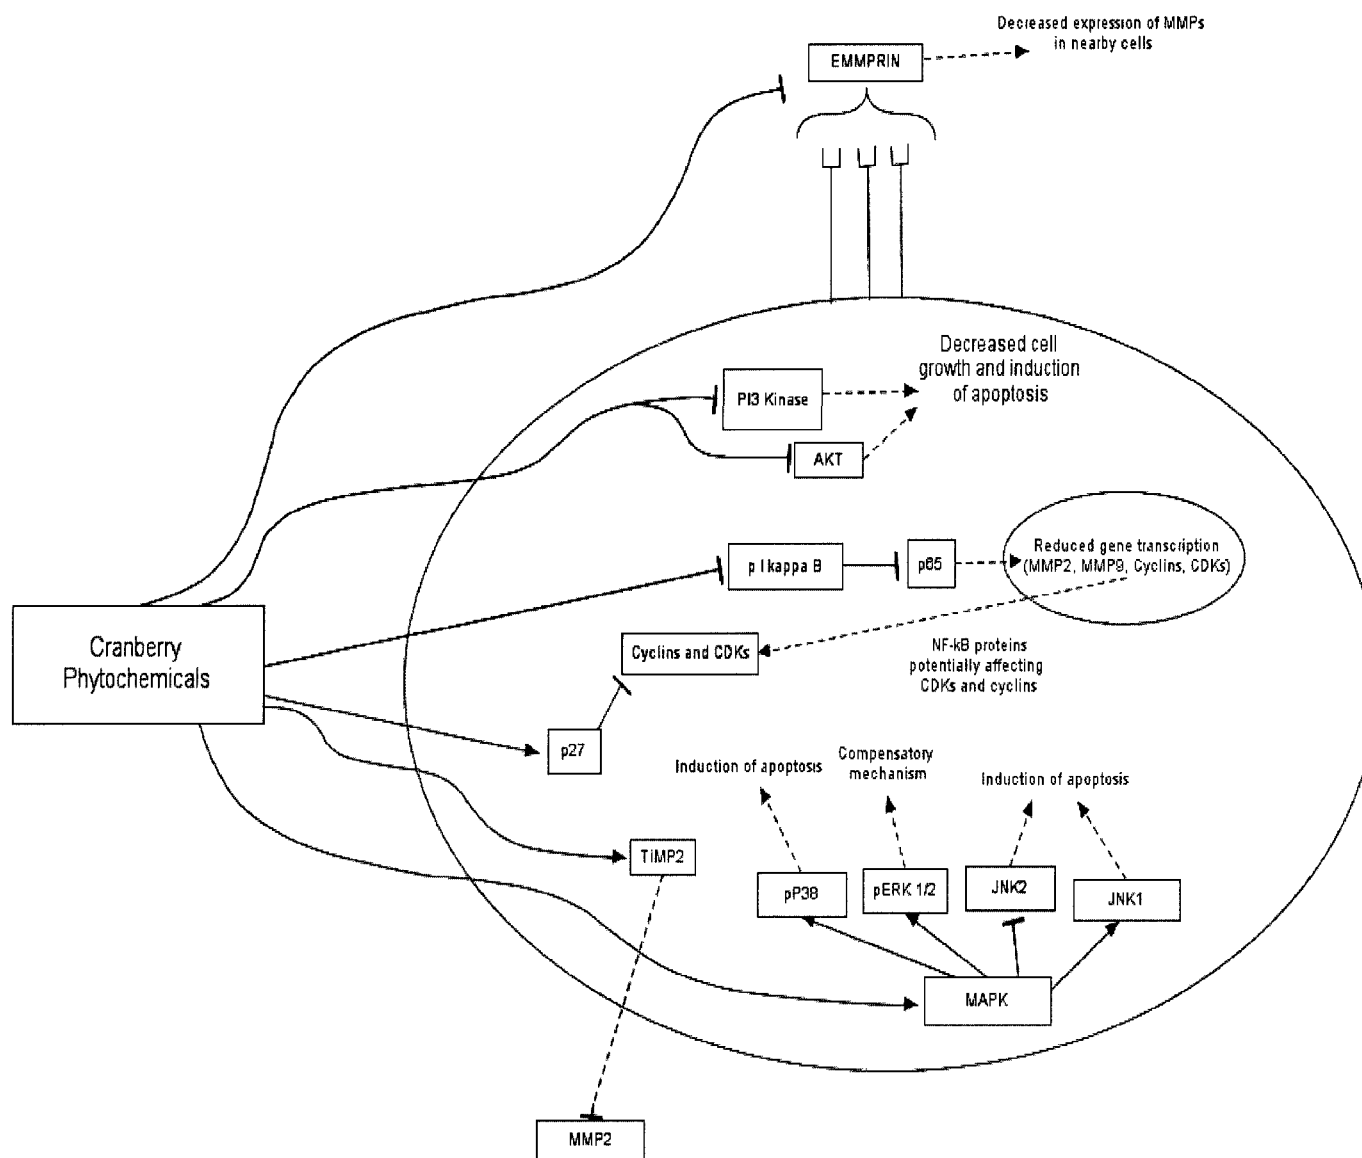 Decreased expression of MMPs
in nearby cells
EMMPRIN
Decreased cell
growth and induction
of apoptosis
PI3 Kinase
AKT
Reduced gene transcription
(MMP2, MMP9, Cyclins, CDKs)
p I kappa B
p65
Cranberry
Phytochemicals
Cyclins and CDKs
NF-kB proteins
potentially affecting
CDKs and cyclins
p27
Induction of apoptosis
Compensatory
mechanism
Induction of apoptosis
TIMP2
pP38
pERK 1/2
JNK2
JNK1
MAPK
MMP2